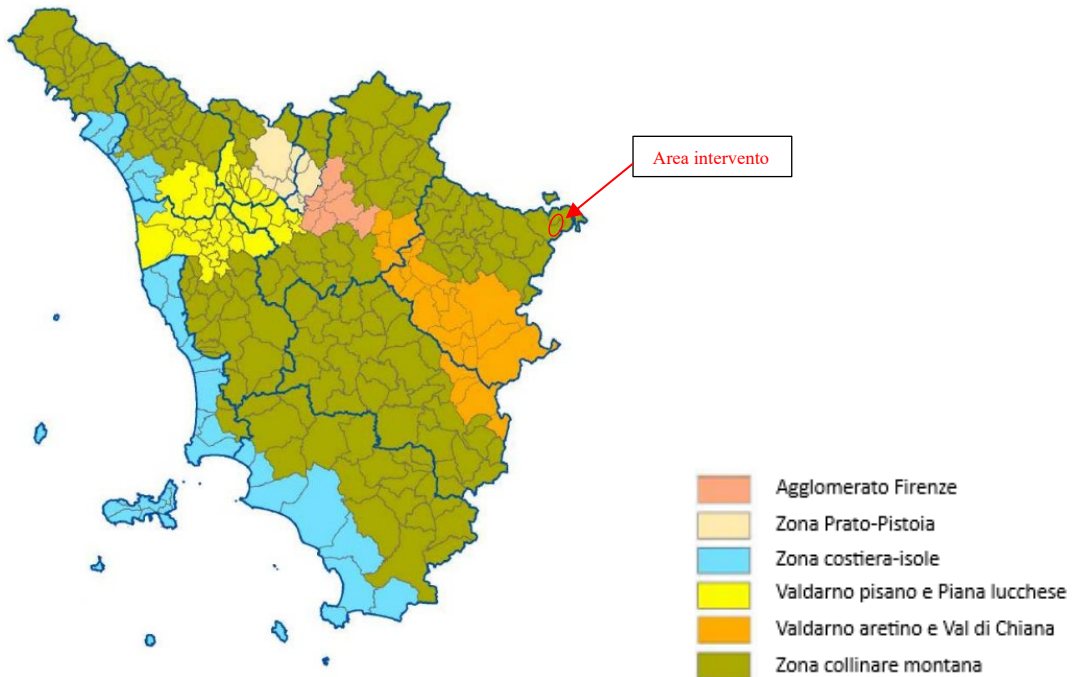 Area intervento
Agglomerato Firenze
Zona Prato-Pistoia
Zona costiera-isole
Valdarno pisano e Piana lucchese
Valdarno aretino e Val di Chiana
Zona collinare montana